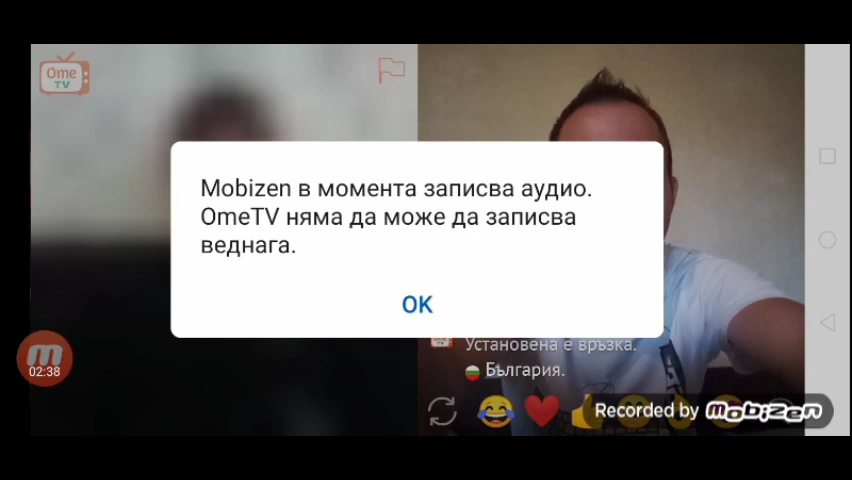 Ome
TV
Mobizen в момента записва аудио.
OmeTV няма да може да записва
веднага.
OK
02:38
Установена е връзка.
България.
Recorded by mobizen